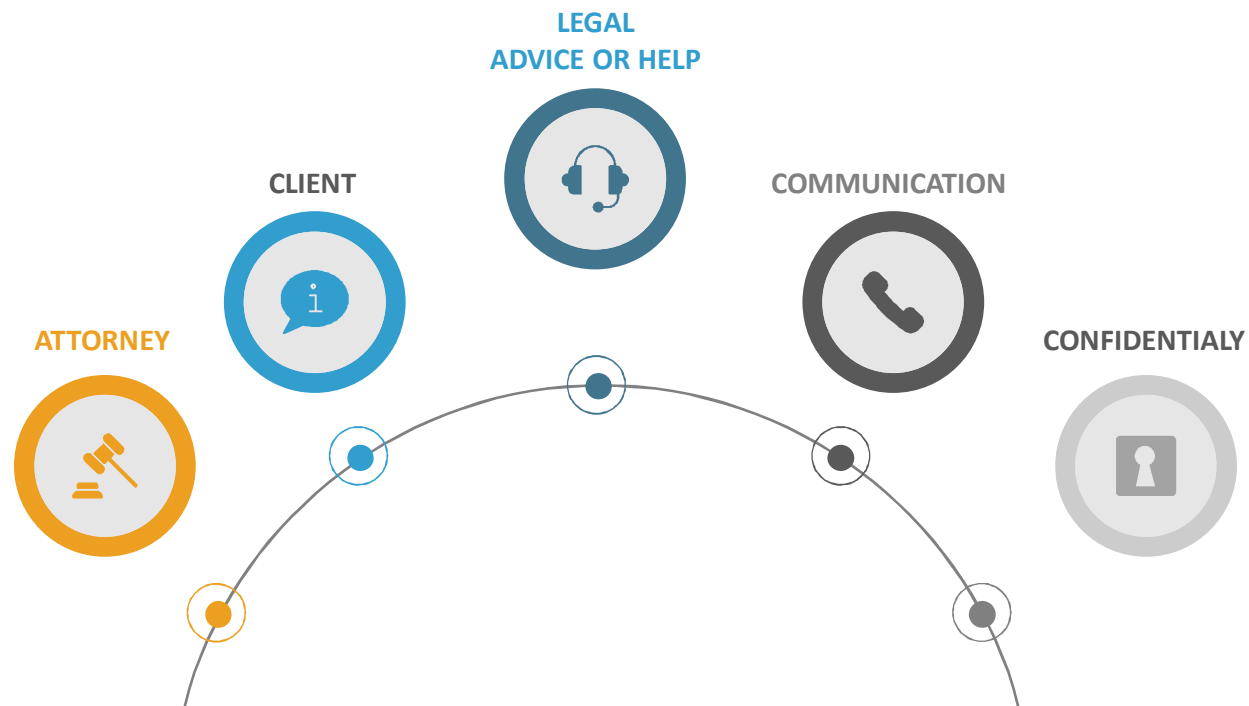 LEGAL
ADVICE OR HELP
CLIENT
COMMUNICATION
ATTORNEY
CONFIDENTIALY
i